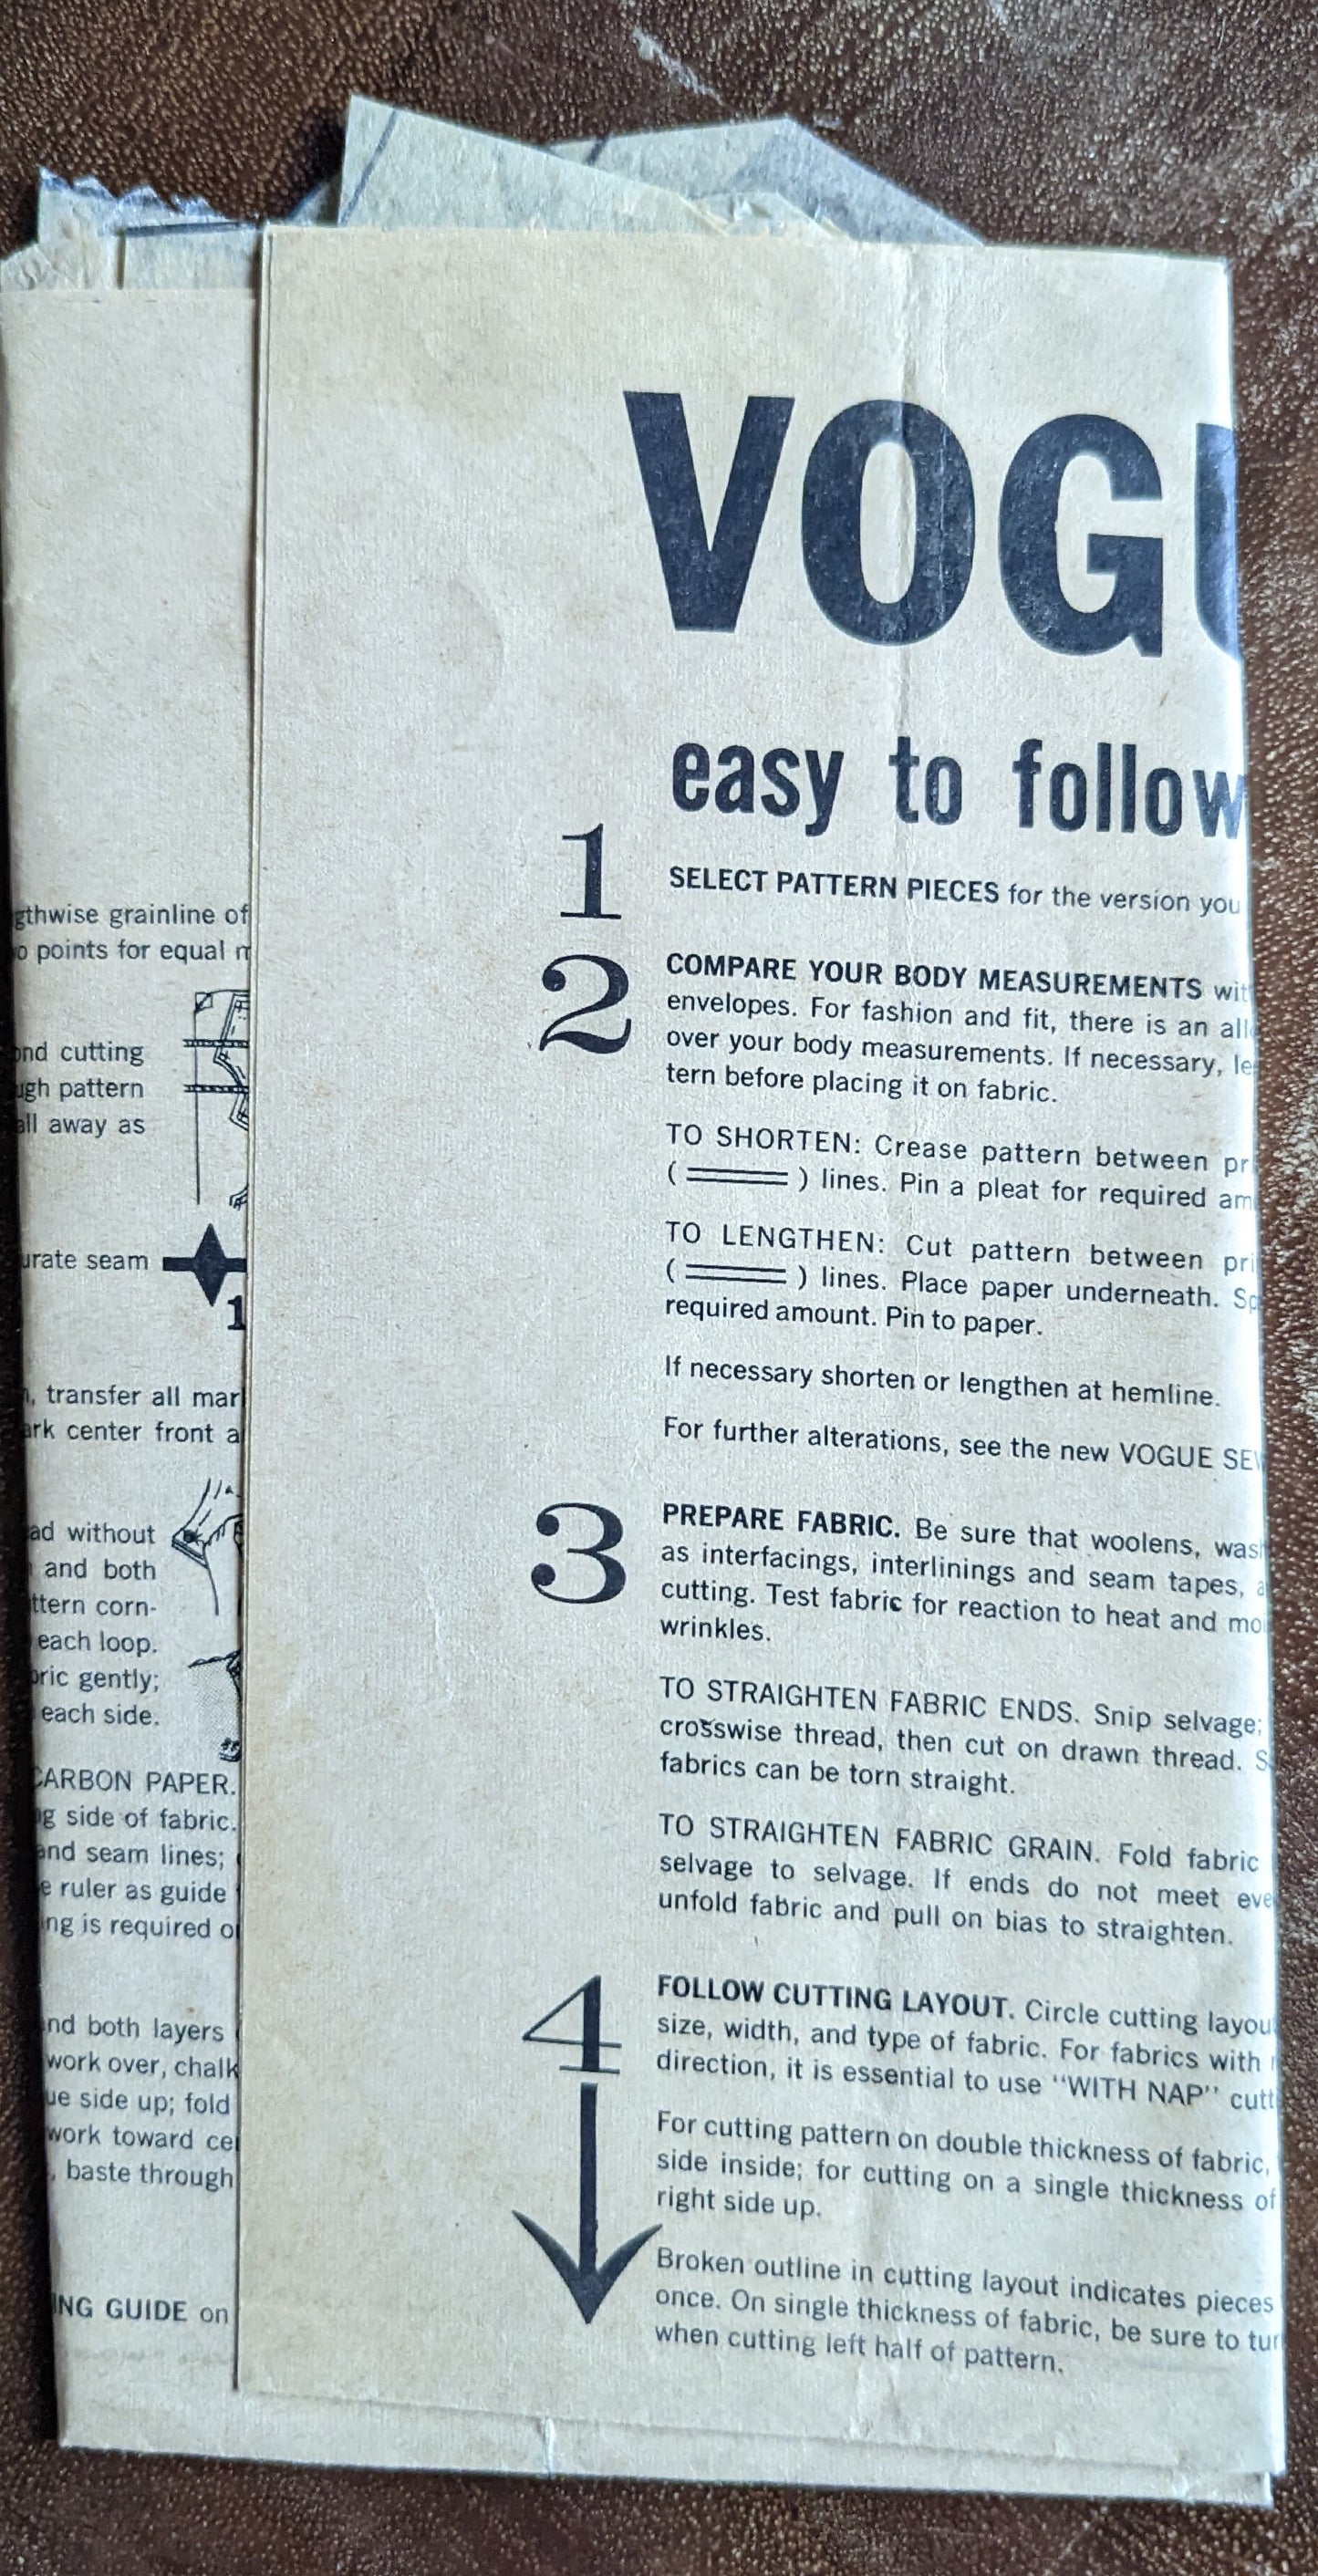 VOGU
easy to follow
1
SELECT PATTERN PIECES for the version you
2
COMPARE YOUR BODY MEASUREMENTS
envelopes. For fashion and fit, there is an
over your body measurements. If necessary,
tern before placing it on fabric.
TO SHORTEN: Crease pattern between
( ═══ ) lines. Pin a pleat for required
TO LENGTHEN: Cut pattern between
( ═══ ) lines. Place paper underneath.
required amount. Pin to paper.
If necessary shorten or lengthen at hemline.
For further alterations, see the new VOGUE
3
PREPARE FABRIC. Be sure that woolens,
as interfacings, interlinings and seam tapes,
cutting. Test fabric for reaction to heat and
wrinkles.
TO STRAIGHTEN FABRIC ENDS. Snip selvage;
crosswise thread, then cut on drawn thread.
fabrics can be torn straight.
TO STRAIGHTEN FABRIC GRAIN. Fold fabric
selvage to selvage. If ends do not meet
unfold fabric and pull on bias to straighten.
4
FOLLOW CUTTING LAYOUT. Circle cutting
size, width, and type of fabric. For fabrics with
direction, it is essential to use "WITH NAP"
For cutting pattern on double thickness of fabric,
side inside; for cutting on a single thickness of
right side up.
Broken outline in cutting layout indicates pieces
once. On single thickness of fabric, be sure to
when cutting left half of pattern.
gthwise grainline of
points for equal
cutting
pattern
away as
seam
1
transfer all mar
center front a
without
and both
corn-
each loop.
gently;
each side.
CARBON PAPER.
side of fabric.
and seam lines;
ruler as guide
is required
both layers
work over, chalk
side up; fold
work toward
, baste through
GUIDE on